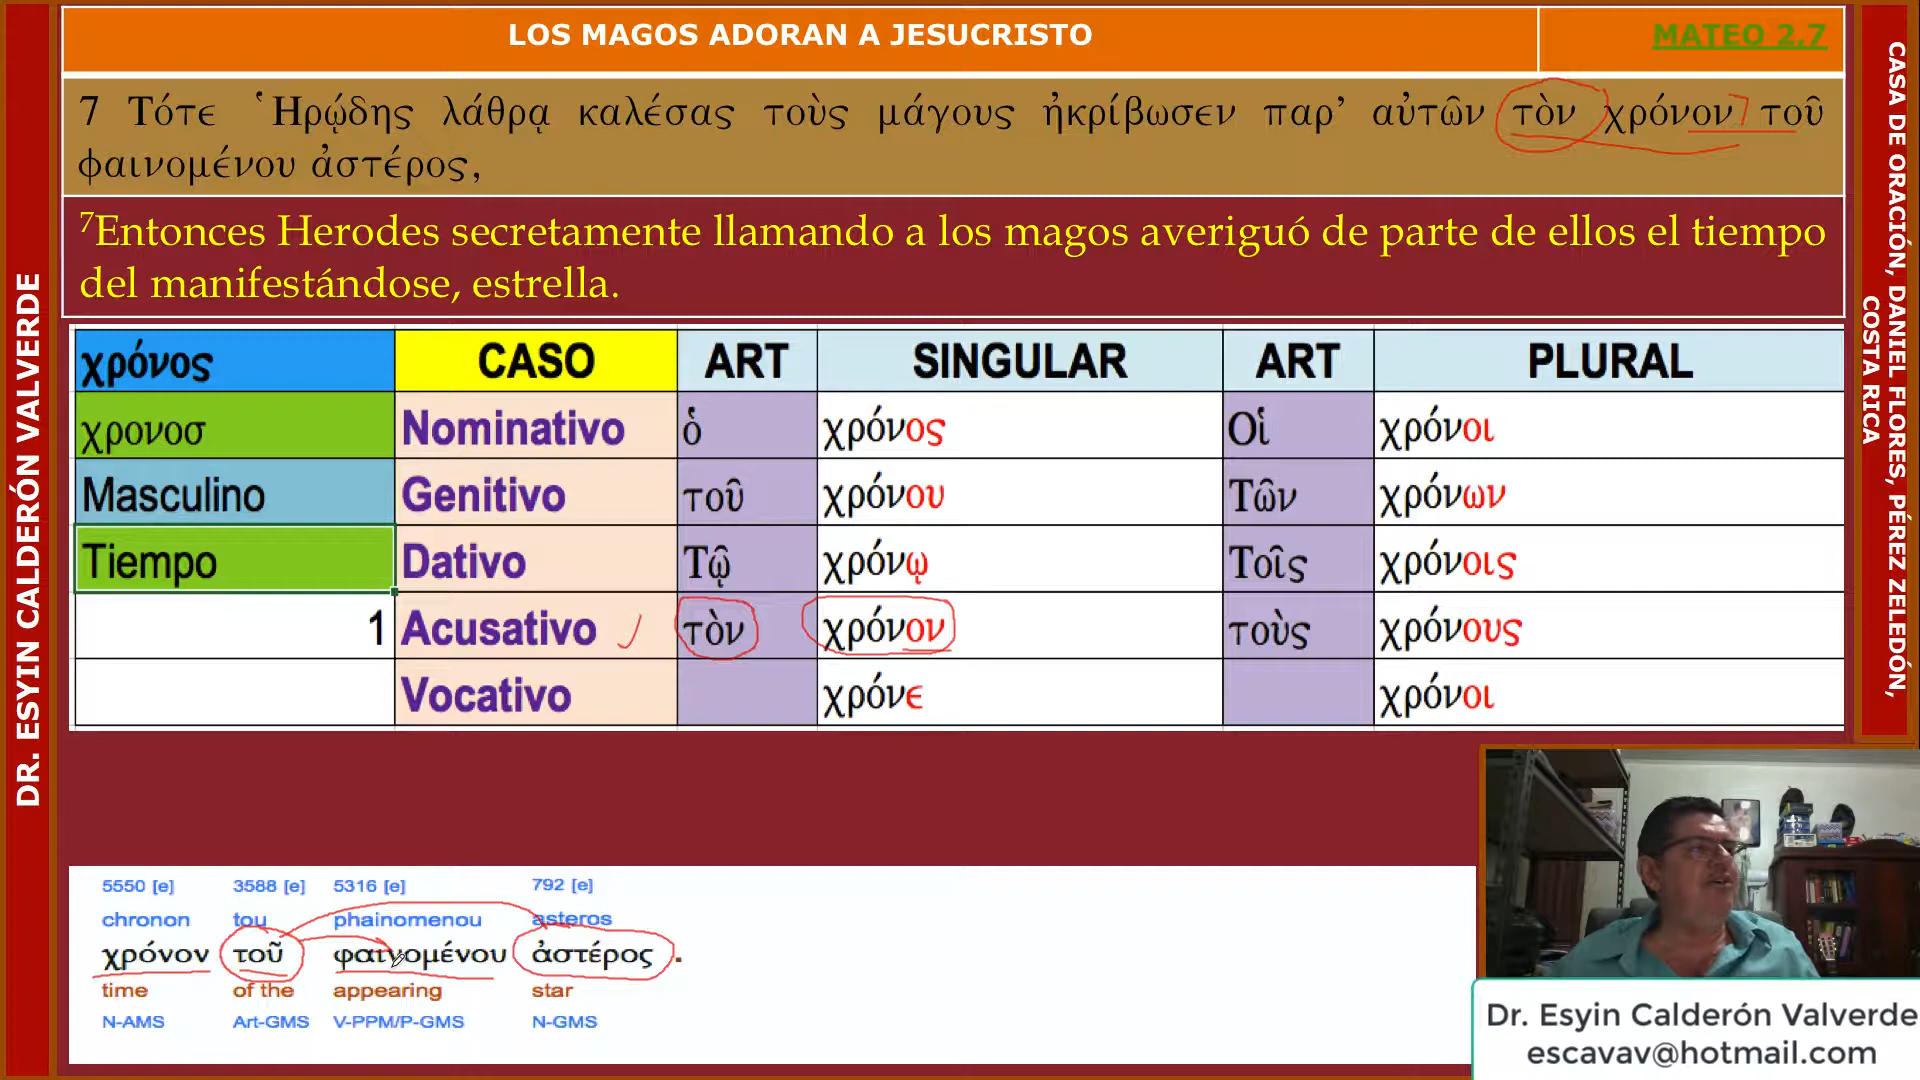 LOS MAGOS ADORAN A JESUCRISTO
MATEO 2.7
7 Τότε Ἡρῴδης λάθρᾳ καλέσας τοὺς μάγους ἠκρίβωσεν παρ’ αὐτῶν τὸν χρόνον τοῦ
φαινομένου ἀστέρος,
⁷Entonces Herodes secretamente llamando a los magos averiguó de parte de ellos el tiempo
del manifestándose, estrella.
χρόνος CASO ART SINGULAR ART PLURAL
χρονοσ Nominativo ὁ χρόνος Οἱ χρόνοι
Masculino Genitivo τοῦ χρόνου Τῶν χρόνων
Tiempo Dativo Τῷ χρόνῳ Τοῖς χρόνοις
1 Acusativo τὸν χρόνον τοὺς χρόνους
Vocativo χρόνε χρόνοι
5550 [e] 3588 [e] 5316 [e] 792 [e]
chronon tou phainomenou asteros
χρόνον τοῦ φαινομένου ἀστέρος .
time of the appearing star
N-AMS Art-GMS V-PPM/P-GMS N-GMS
DR. ESYIN CALDERÓN VALVERDE
CASA DE ORACIÓN, DANIEL FLORES, PÉREZ ZELEDÓN,
COSTA RICA
Dr. Esyin Calderón Valverde
escavav@hotmail.com